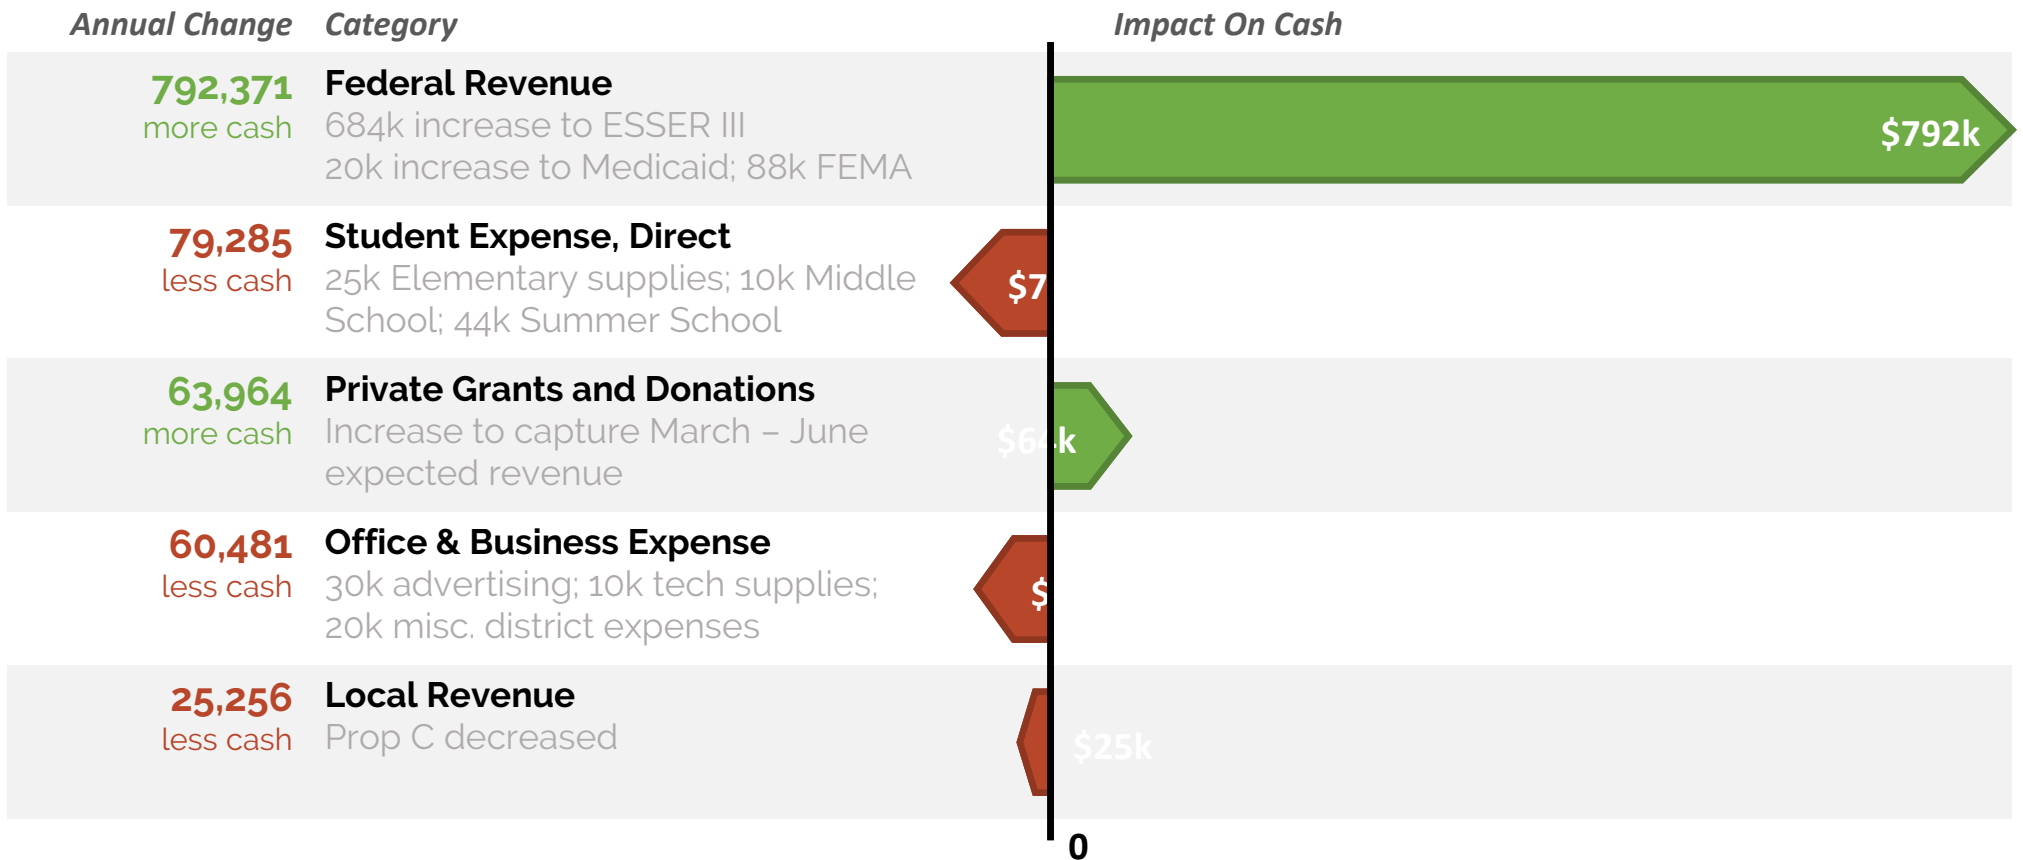 Annual Change Category Impact On Cash
792,371 Federal Revenue
more cash 684k increase to ESSER III
20k increase to Medicaid; 88k FEMA
$792k
79,285 Student Expense, Direct
less cash 25k Elementary supplies; 10k Middle
School; 44k Summer School
$7
63,964 Private Grants and Donations
more cash Increase to capture March – June
expected revenue
$64k
60,481 Office & Business Expense
less cash 30k advertising; 10k tech supplies;
20k misc. district expenses
$
25,256 Local Revenue
less cash Prop C decreased
$25k
0